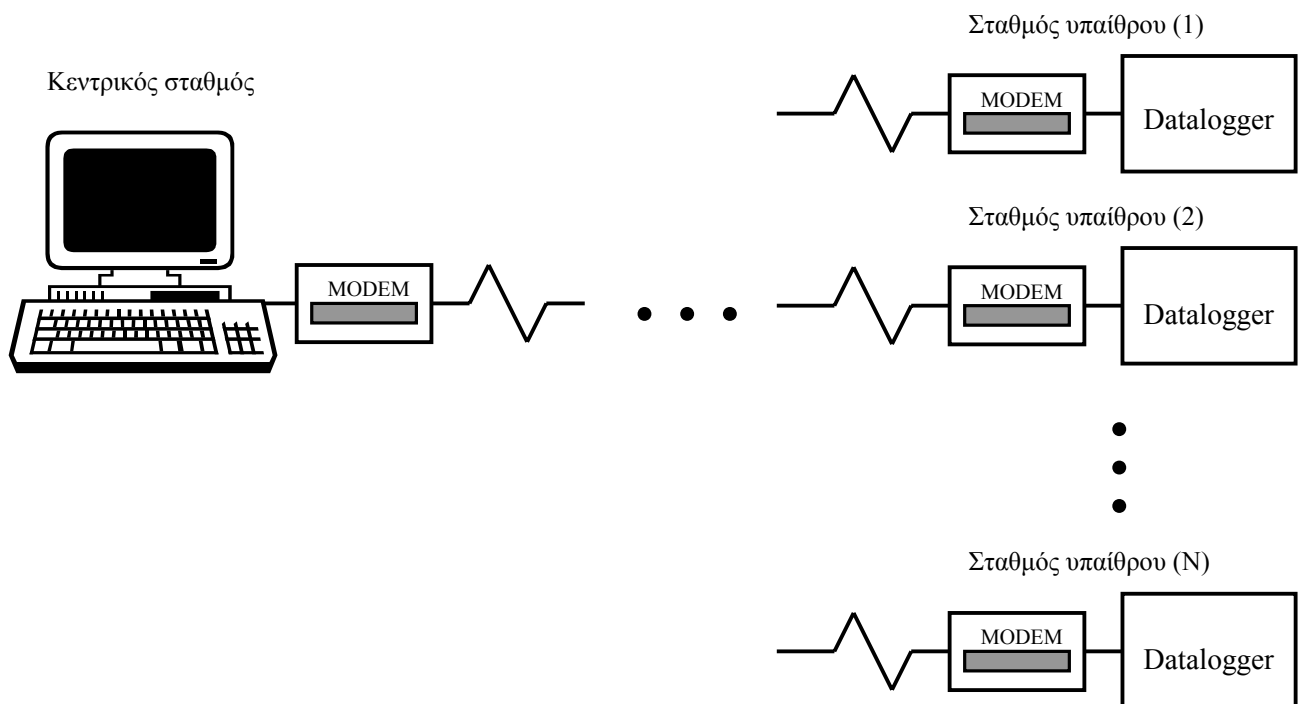 Σταθμός υπαίθρου (1)
Κεντρικός σταθμός
MODEM
Datalogger
Σταθμός υπαίθρου (2)
MODEM
MODEM
Datalogger
Σταθμός υπαίθρου (N)
MODEM
Datalogger